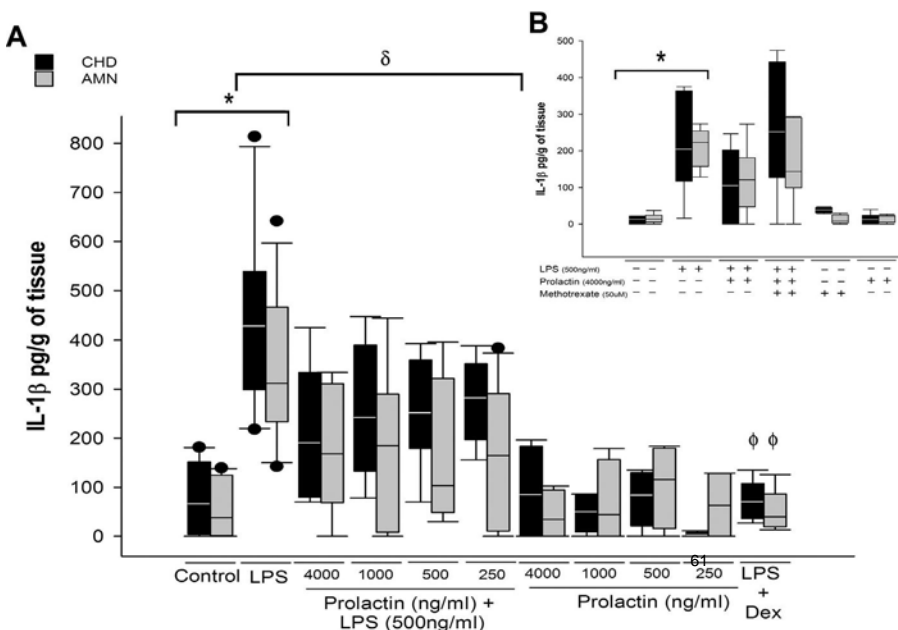 A
CHD
AMN
δ
*
IL-1β pg/g of tissue
800
700
600
500
400
300
200
100
0
ϕ ϕ
Control LPS 4000 1000 500 250 4000 1000 500 250 LPS + Dex
61
Prolactin (ng/ml) + LPS (500ng/ml)
Prolactin (ng/ml)
B
*
IL-1β pg/g of tissue
500
400
300
200
100
0
LPS (500ng/ml) − − + + + + + + − − − −
Prolactin (4000ng/ml) − − − − + + + + − − + +
Methotrexate (50uM) − − − − − − + + + + − −